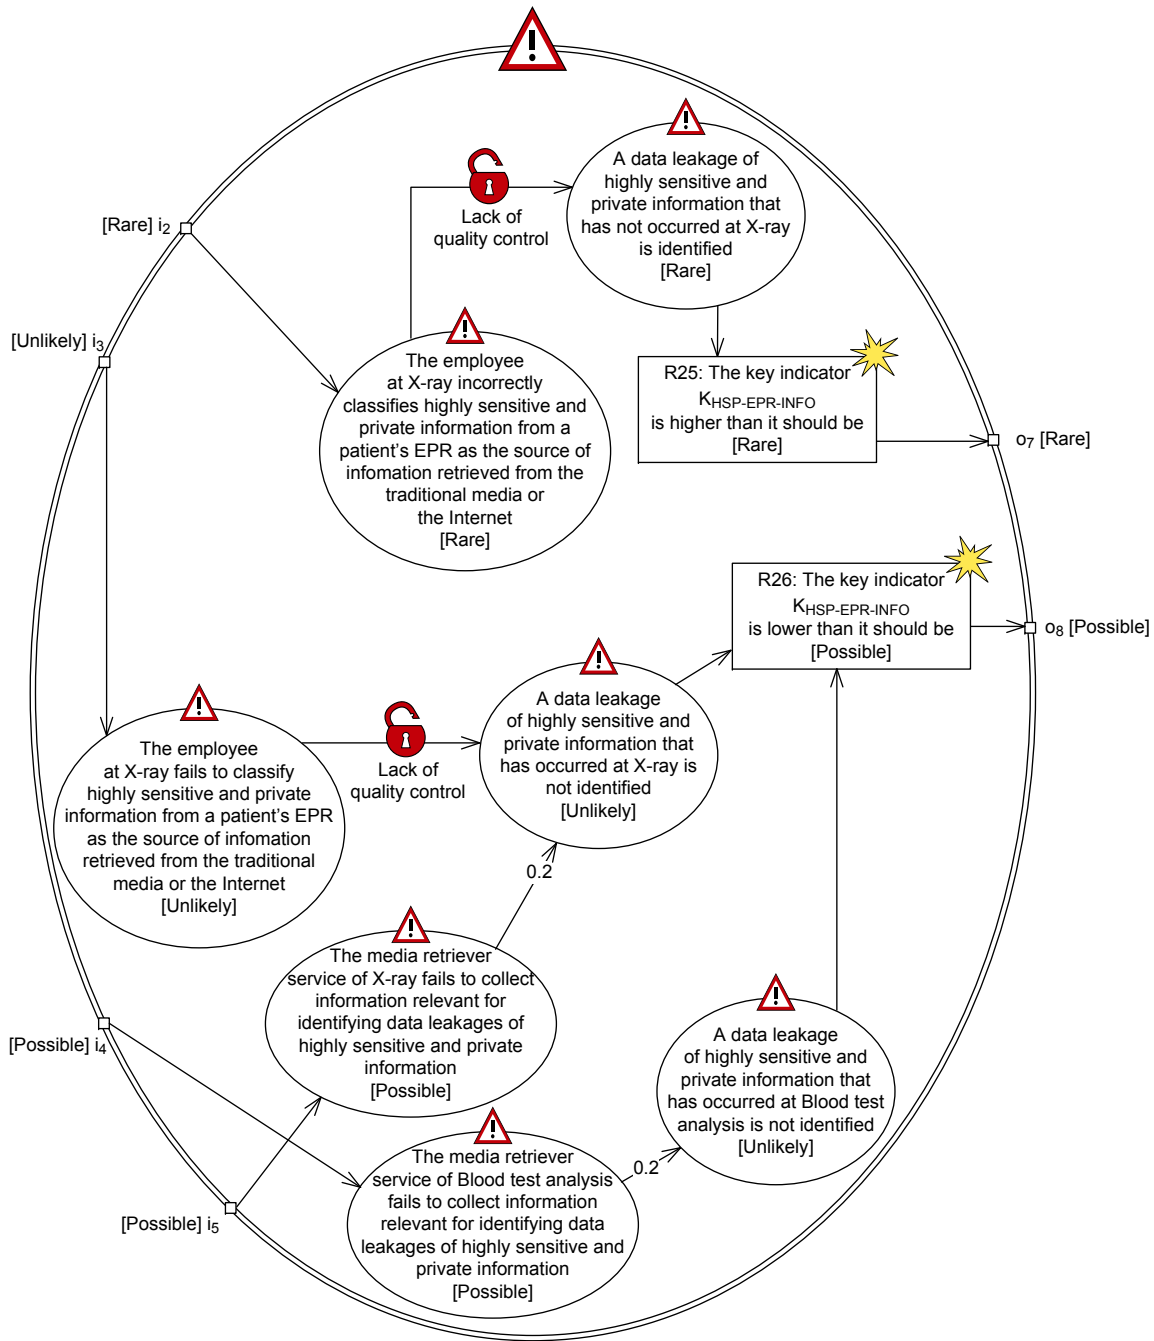 A data leakage of
highly sensitive and
private information that
has not occurred at X-ray
is identified
[Rare]
Lack of
quality control
[Rare] i2
[Unlikely] i3
The employee
at X-ray incorrectly
classifies highly sensitive and
private information from a
patient's EPR as the source of
infomation retrieved from the
traditional media or
the Internet
[Rare]
R25: The key indicator
KHSP-EPR-INFO
is higher than it should be
[Rare]
o7 [Rare]
R26: The key indicator
KHSP-EPR-INFO
is lower than it should be
[Possible]
o8 [Possible]
A data leakage
of highly sensitive and
private information that
has occurred at X-ray is
not identified
[Unlikely]
Lack of
quality control
The employee
at X-ray fails to classify
highly sensitive and private
information from a patient's EPR
as the source of infomation
retrieved from the traditional
media or the Internet
[Unlikely]
0.2
The media retriever
service of X-ray fails to collect
information relevant for
identifying data leakages of
highly sensitive and private
information
[Possible]
[Possible] i4
A data leakage
of highly sensitive and
private information that
has occurred at Blood test
analysis is not identified
[Unlikely]
0.2
The media retriever
service of Blood test analysis
fails to collect information
relevant for identifying data
leakages of highly sensitive and
private information
[Possible]
[Possible] i5